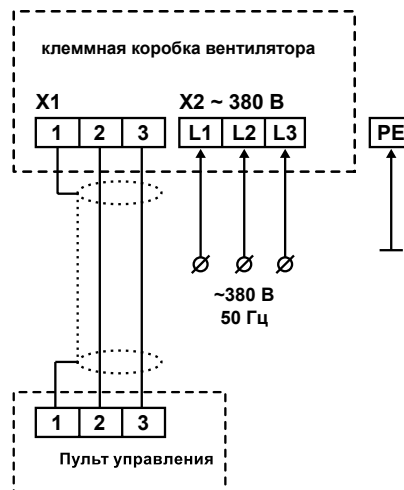 клеммная коробка вентилятора
X1
X2 ~ 380 В
1 2 3
L1 L2 L3
PE
~380 В
50 Гц
1 2 3
Пульт управления